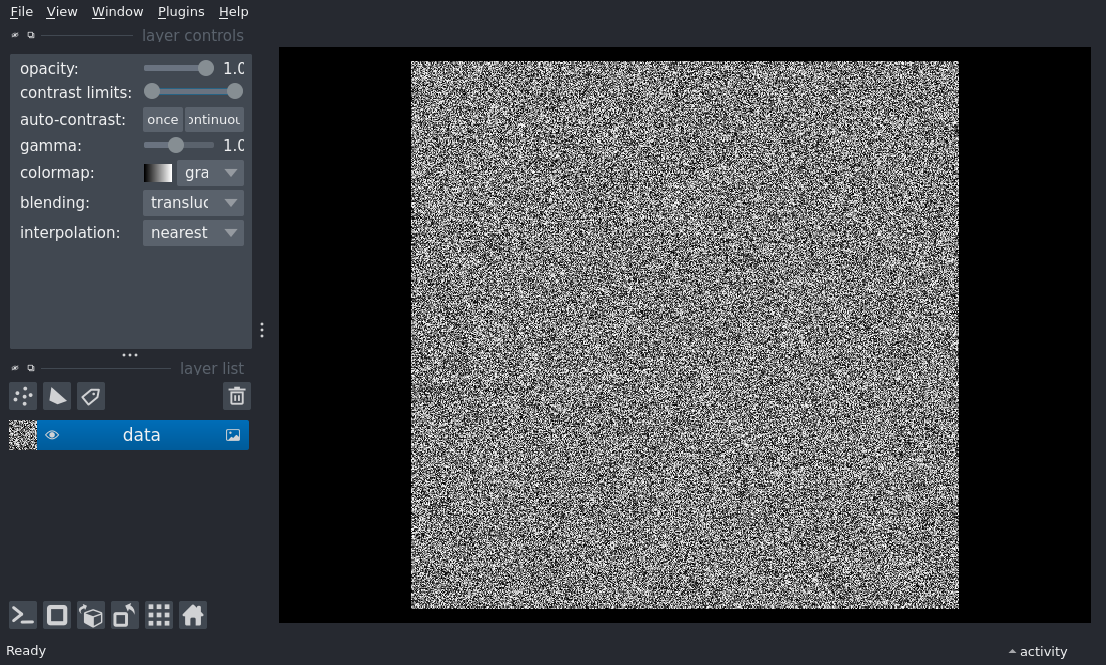 File View Window Plugins Help
layer controls
opacity: 1.0
contrast limits:
auto-contrast: once ontinuou
gamma: 1.0
colormap: gra
blending: transluc
interpolation: nearest
layer list
data
Ready
activity